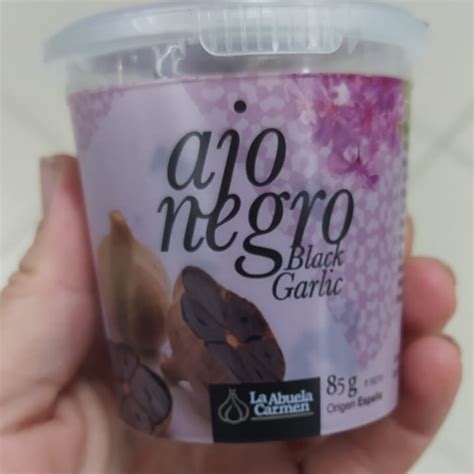 ajo
negro
Black
Garlic
La Abuela
Carmen
85 g
Origen España